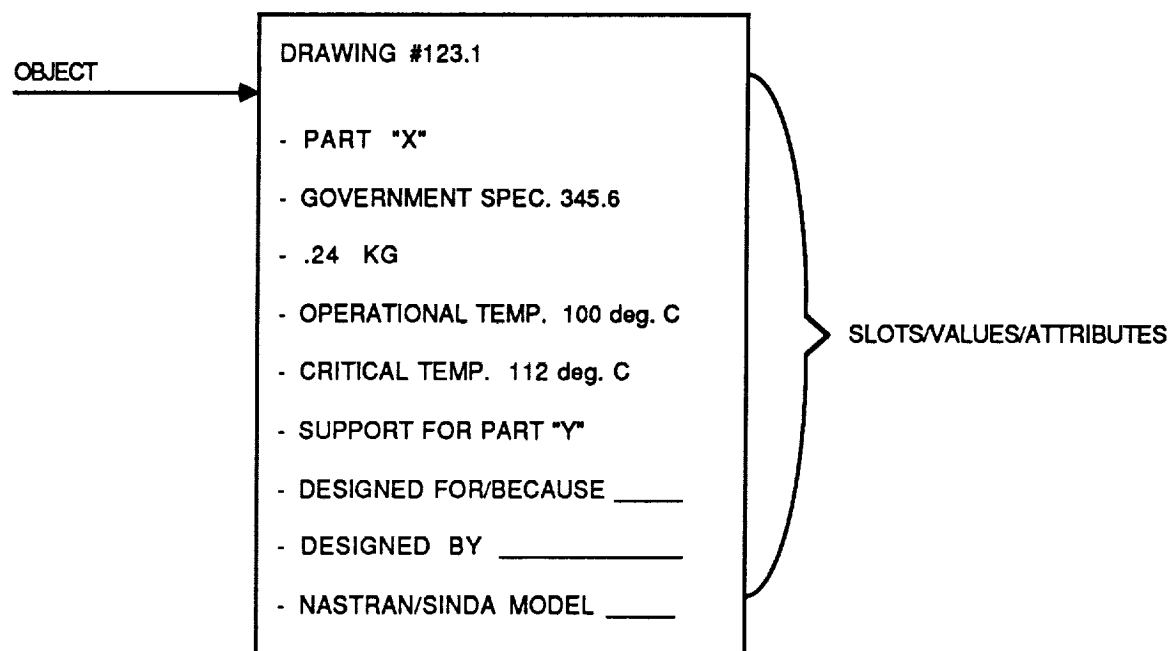 DRAWING #123.1
OBJECT
- PART "X"
- GOVERNMENT SPEC. 345.6
- .24 KG
- OPERATIONAL TEMP. 100 deg. C
SLOTS/VALUES/ATTRIBUTES
- CRITICAL TEMP. 112 deg. C
- SUPPORT FOR PART "Y"
- DESIGNED FOR/BECAUSE _____
- DESIGNED BY _____________
- NASTRAN/SINDA MODEL _____